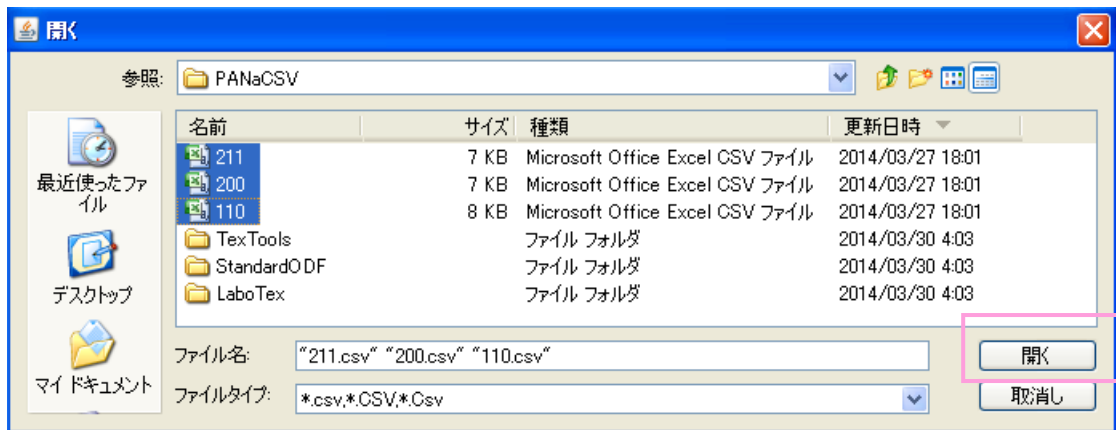 開く
参照: PANaCSV
名前 サイズ 種類 更新日時
211 7 KB Microsoft Office Excel CSV ファイル 2014/03/27 18:01
200 7 KB Microsoft Office Excel CSV ファイル 2014/03/27 18:01
110 8 KB Microsoft Office Excel CSV ファイル 2014/03/27 18:01
TexTools ファイル フォルダ 2014/03/30 4:03
StandardODF ファイル フォルダ 2014/03/30 4:03
LaboTex ファイル フォルダ 2014/03/30 4:03
最近使ったファ
イル
デスクトップ
マイ ドキュメント
ファイル名: "211.csv" "200.csv" "110.csv" 開く
ファイルタイプ: *.csv,*.CSV,*.Csv 取消し